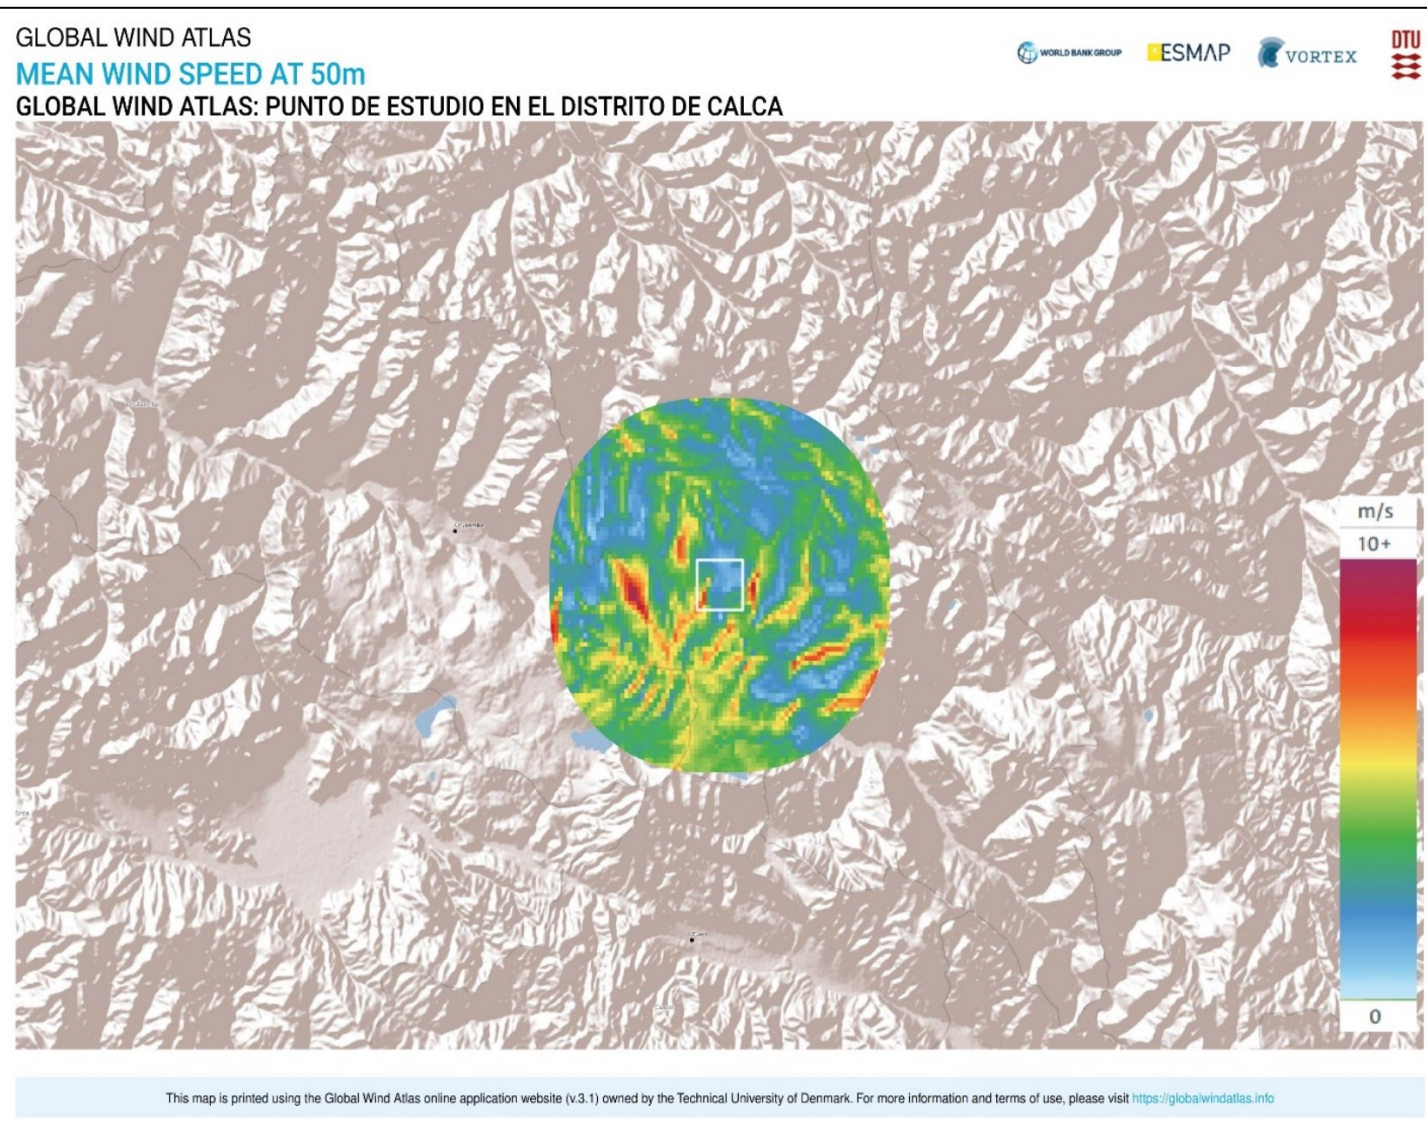 GLOBAL WIND ATLAS
MEAN WIND SPEED AT 50m
GLOBAL WIND ATLAS: PUNTO DE ESTUDIO EN EL DISTRITO DE CALCA
WORLD BANK GROUP
ESMAP
VORTEX
DTU
m/s
10+
0
This map is printed using the Global Wind Atlas online application website (v.3.1) owned by the Technical University of Denmark. For more information and terms of use, please visit https://globalwindatlas.info